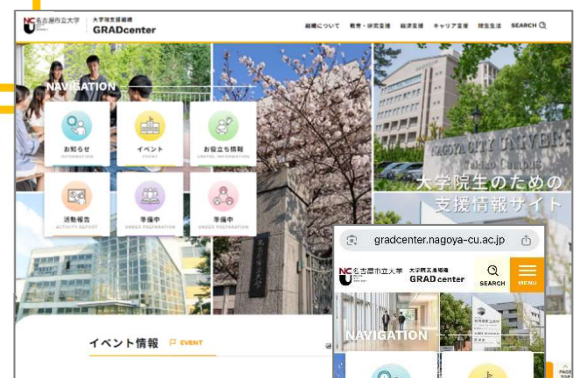 NC 名古屋市立大学
大学院支援組織
GRADcenter
組織について 教育・研究支援 経済支援 キャリア支援 院生生活 SEARCH
NAVIGATION
お知らせ
INFORMATION
イベント
EVENT
お役立ち情報
USEFUL INFORMATION
活動報告
ACTIVITY REPORT
準備中
UNDER PREPARATION
準備中
UNDER PREPARATION
NAGOYA CITY UNIVERSITY
大学院生のための
支援情報サイト
イベント情報 EVENT
gradcenter.nagoya-cu.ac.jp
NC 名古屋市立大学
大学院支援組織
GRADcenter
SEARCH
MENU
NAVIGATION
PAGE
TOP